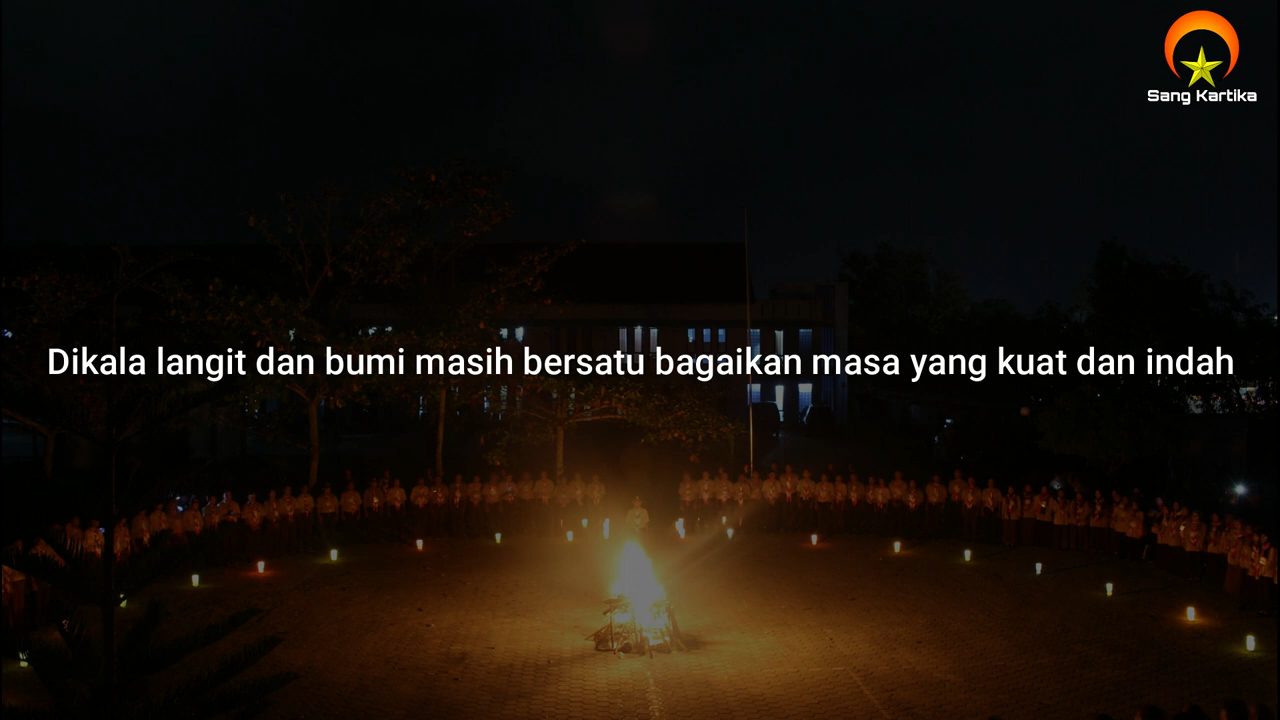 Sang Kartika
Dikala langit dan bumi masih bersatu bagaikan masa yang kuat dan indah